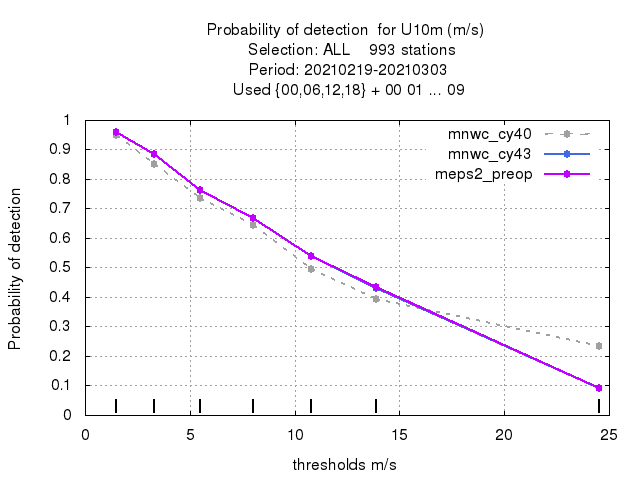 Probability of detection  for U10m (m/s)
Selection: ALL    993 stations
Period: 20210219-20210303
Used {00,06,12,18} + 00 01 ... 09
mnwc_cy40
mnwc_cy43
meps2_preop
Probability of detection
1
0.9
0.8
0.7
0.6
0.5
0.4
0.3
0.2
0.1
0
0 5 10 15 20 25
thresholds m/s